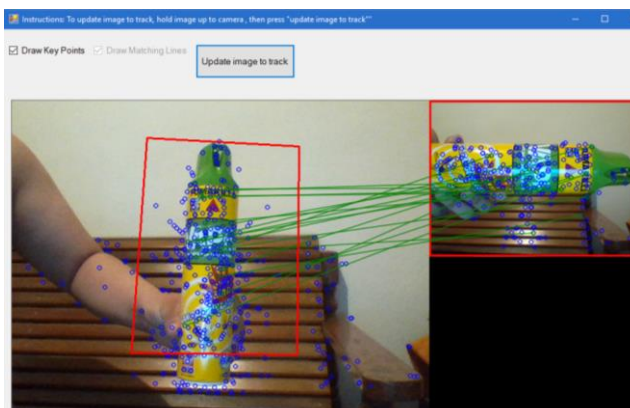 Instructions: To update image to track, hold image up to camera, then press "update image to track""
Draw Key Points
Draw Matching Lines
Update image to track